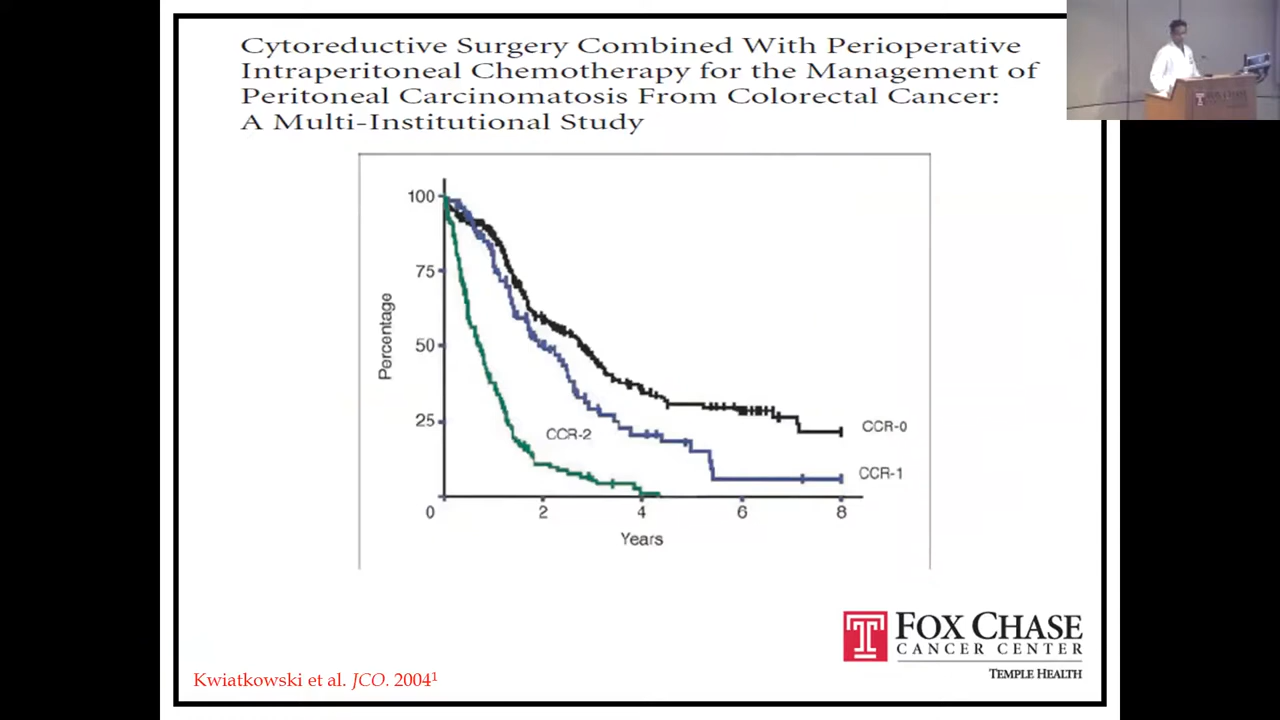 Cytoreductive Surgery Combined With Perioperative
Intraperitoneal Chemotherapy for the Management of
Peritoneal Carcinomatosis From Colorectal Cancer:
A Multi-Institutional Study
100
75
50
25
0
2
4
6
8
Percentage
Years
CCR-2
CCR-0
CCR-1
FOX CHASE
CANCER CENTER
TEMPLE HEALTH
Kwiatkowski et al. JCO. 2004¹
FOX CHASE